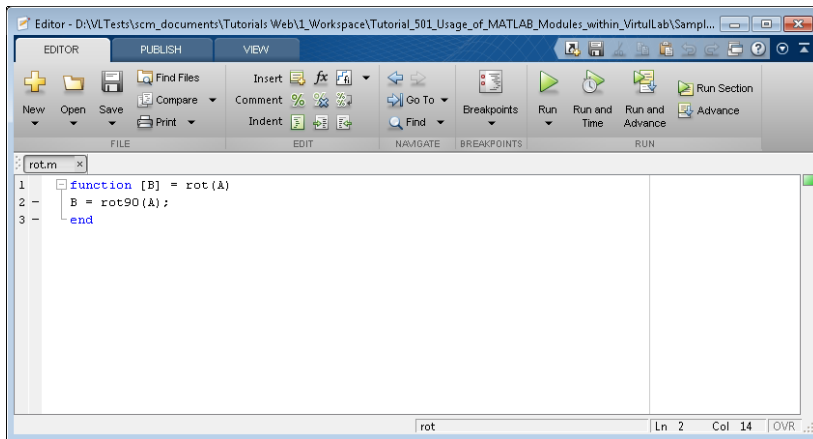 Editor - D:\VLTests\scm_documents\Tutorials Web\1_Workspace\Tutorial_501_Usage_of_MATLAB_Modules_within_VirtulLab\Sampl...
EDITOR PUBLISH VIEW
New Open Save Find Files Compare Print
Insert fx Comment Indent
Go To Find
Breakpoints
Run Run and Time Run and Advance Run Section Advance
FILE EDIT NAVIGATE BREAKPOINTS RUN
rot.m ×
1 function [B] = rot(A)
2 – B = rot90(A);
3 – end
rot Ln 2 Col 14 OVR